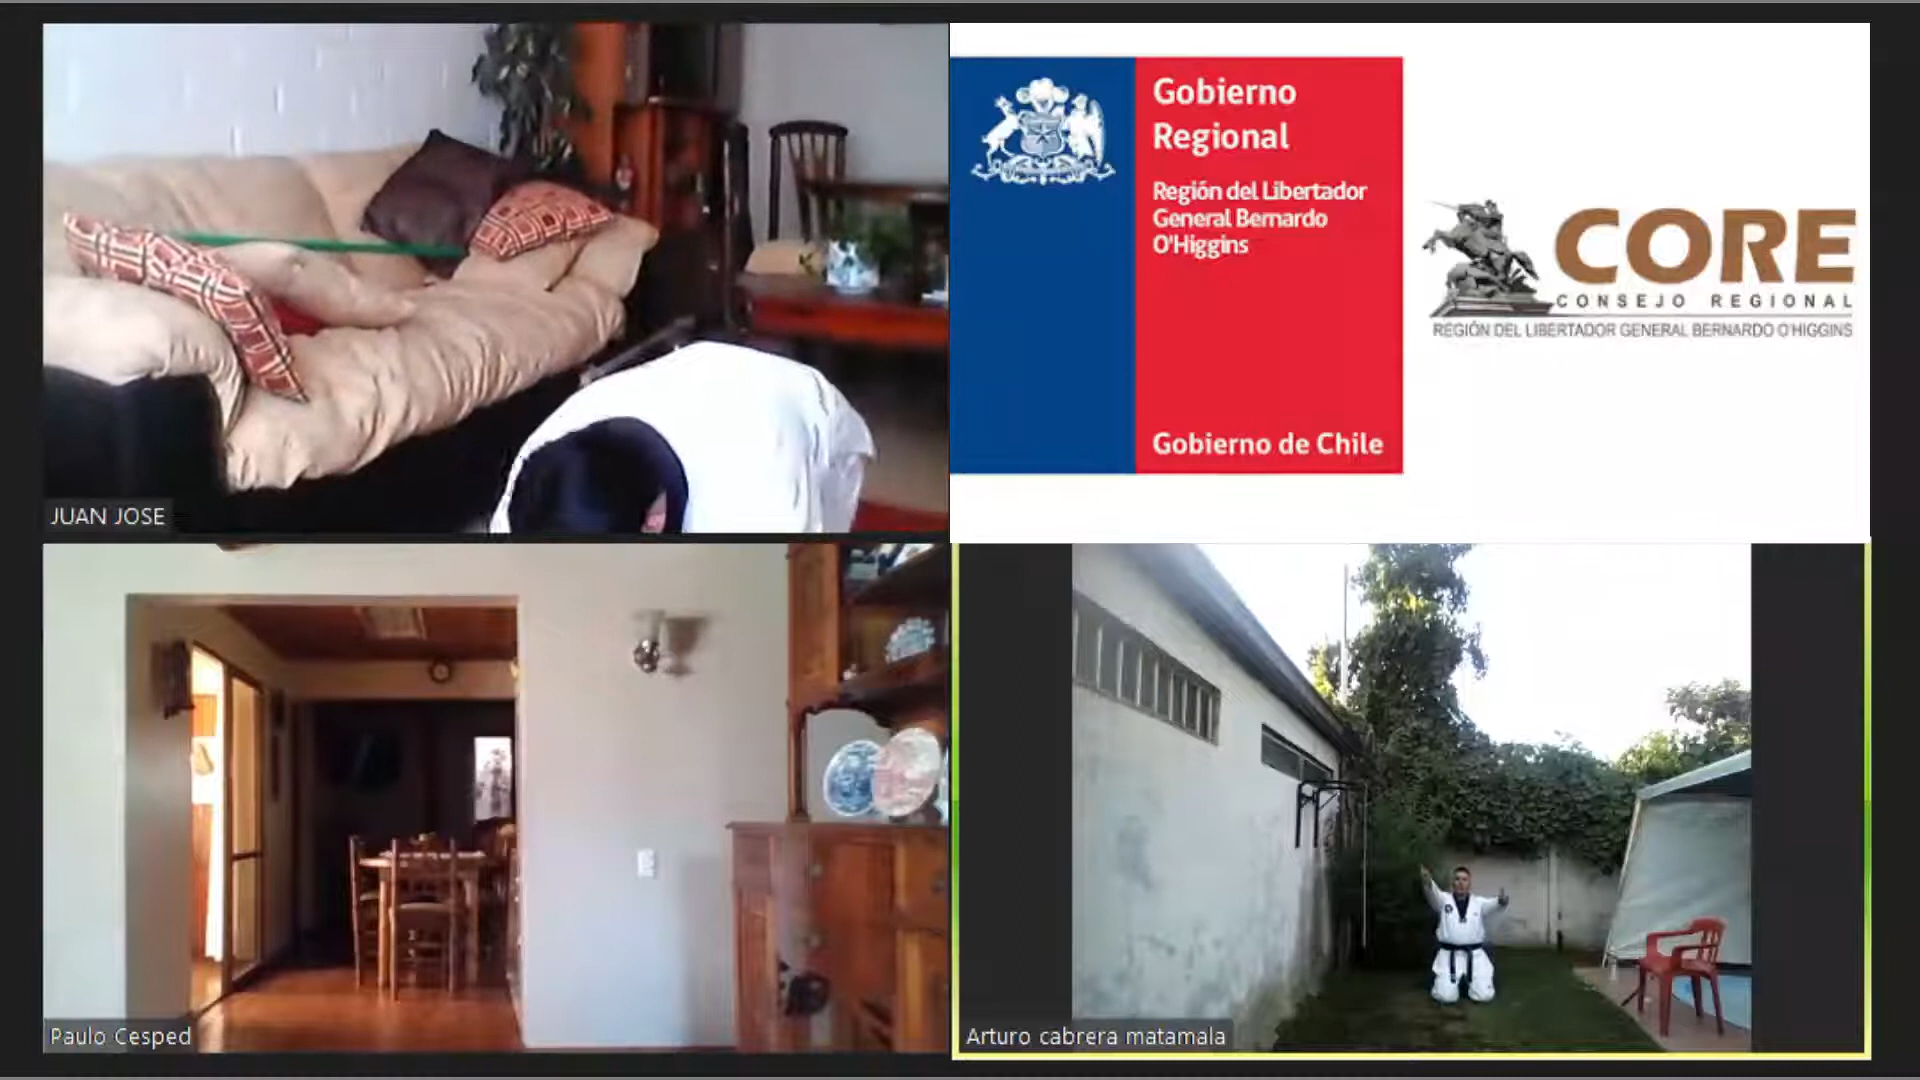 Gobierno
Regional
Región del Libertador
General Bernardo
O'Higgins
Gobierno de Chile
CORE
CONSEJO REGIONAL
REGIÓN DEL LIBERTADOR GENERAL BERNARDO O'HIGGINS
JUAN JOSE
Paulo Cesped
Arturo cabrera matamala